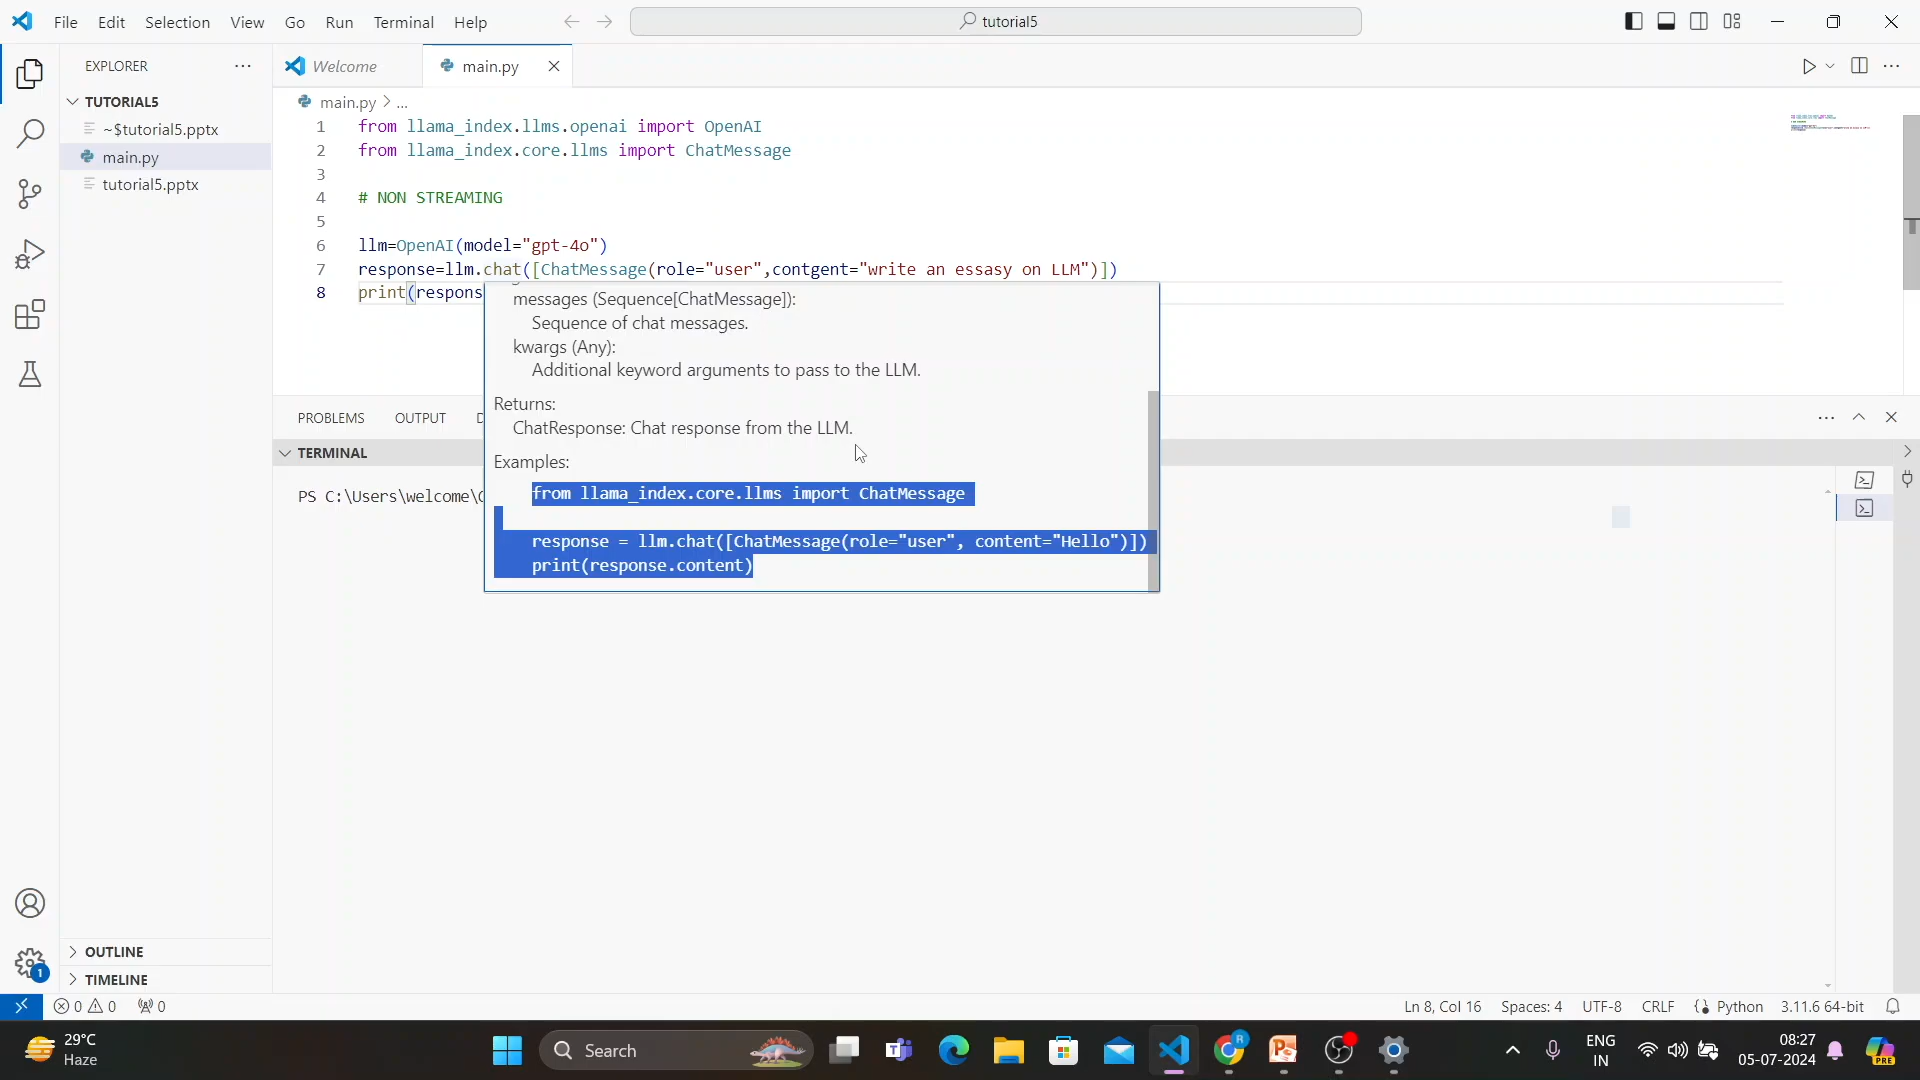 File Edit Selection View Go Run Terminal Help
tutorial5
EXPLORER
Welcome
main.py
TUTORIAL5
~$tutorial5.pptx
main.py
tutorial5.pptx
main.py > ...
1 from llama_index.llms.openai import OpenAI
2 from llama_index.core.llms import ChatMessage
3
4 # NON STREAMING
5
6 llm=OpenAI(model="gpt-4o")
7 response=llm.chat([ChatMessage(role="user",contgent="write an essasy on LLM")])
8 print(respons
messages (Sequence[ChatMessage]):
Sequence of chat messages.
kwargs (Any):
Additional keyword arguments to pass to the LLM.
Returns:
ChatResponse: Chat response from the LLM.
Examples:
from llama_index.core.llms import ChatMessage
response = llm.chat([ChatMessage(role="user", content="Hello")])
print(response.content)
PROBLEMS OUTPUT D
TERMINAL
PS C:\Users\welcome\
OUTLINE
TIMELINE
1
0 0 0
Ln 8, Col 16 Spaces: 4 UTF-8 CRLF Python 3.11.6 64-bit
29°C
Haze
Search
R
ENG
IN
08:27
05-07-2024
PRE